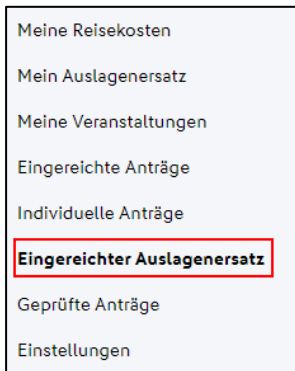 Meine Reisekosten
Mein Auslagenersatz
Meine Veranstaltungen
Eingereichte Anträge
Individuelle Anträge
Eingereichter Auslagenersatz
Geprüfte Anträge
Einstellungen